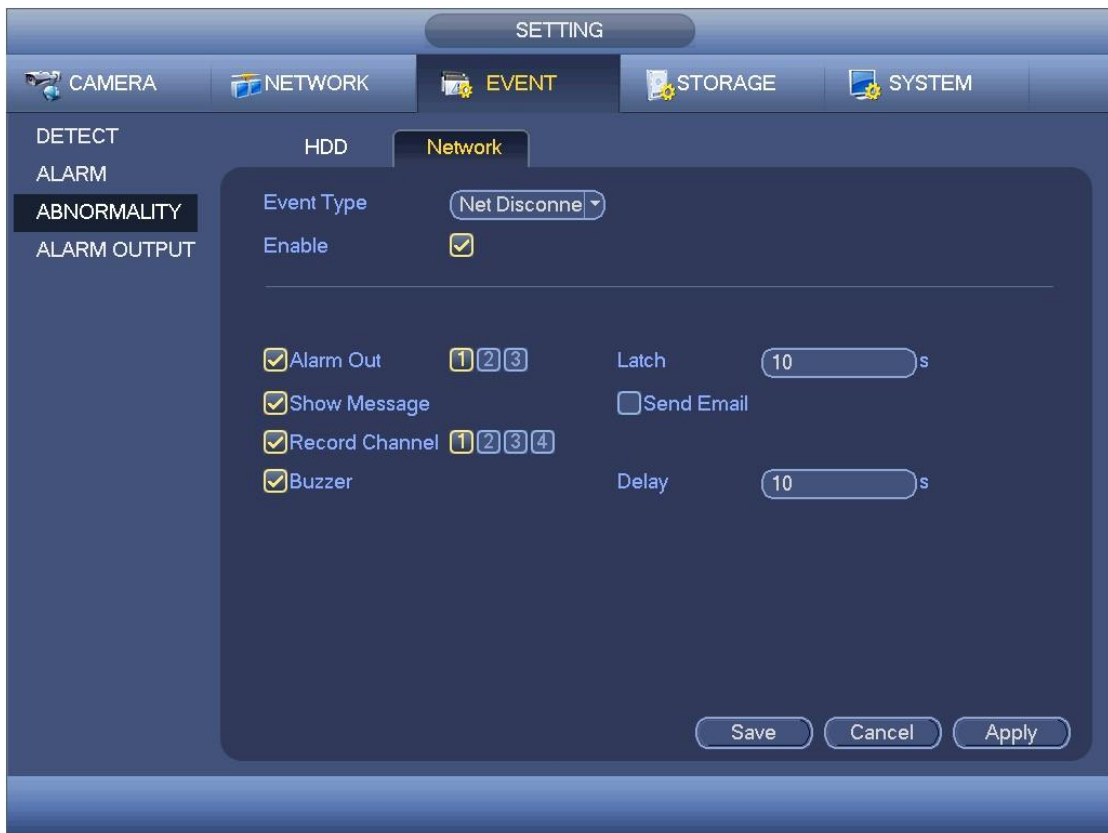 SETTING
CAMERA NETWORK EVENT STORAGE SYSTEM
DETECT
ALARM
ABNORMALITY
ALARM OUTPUT
HDD Network
Event Type Net Disconne
Enable
Alarm Out 1 2 3 Latch 10 s
Show Message Send Email
Record Channel 1 2 3 4
Buzzer Delay 10 s
Save Cancel Apply